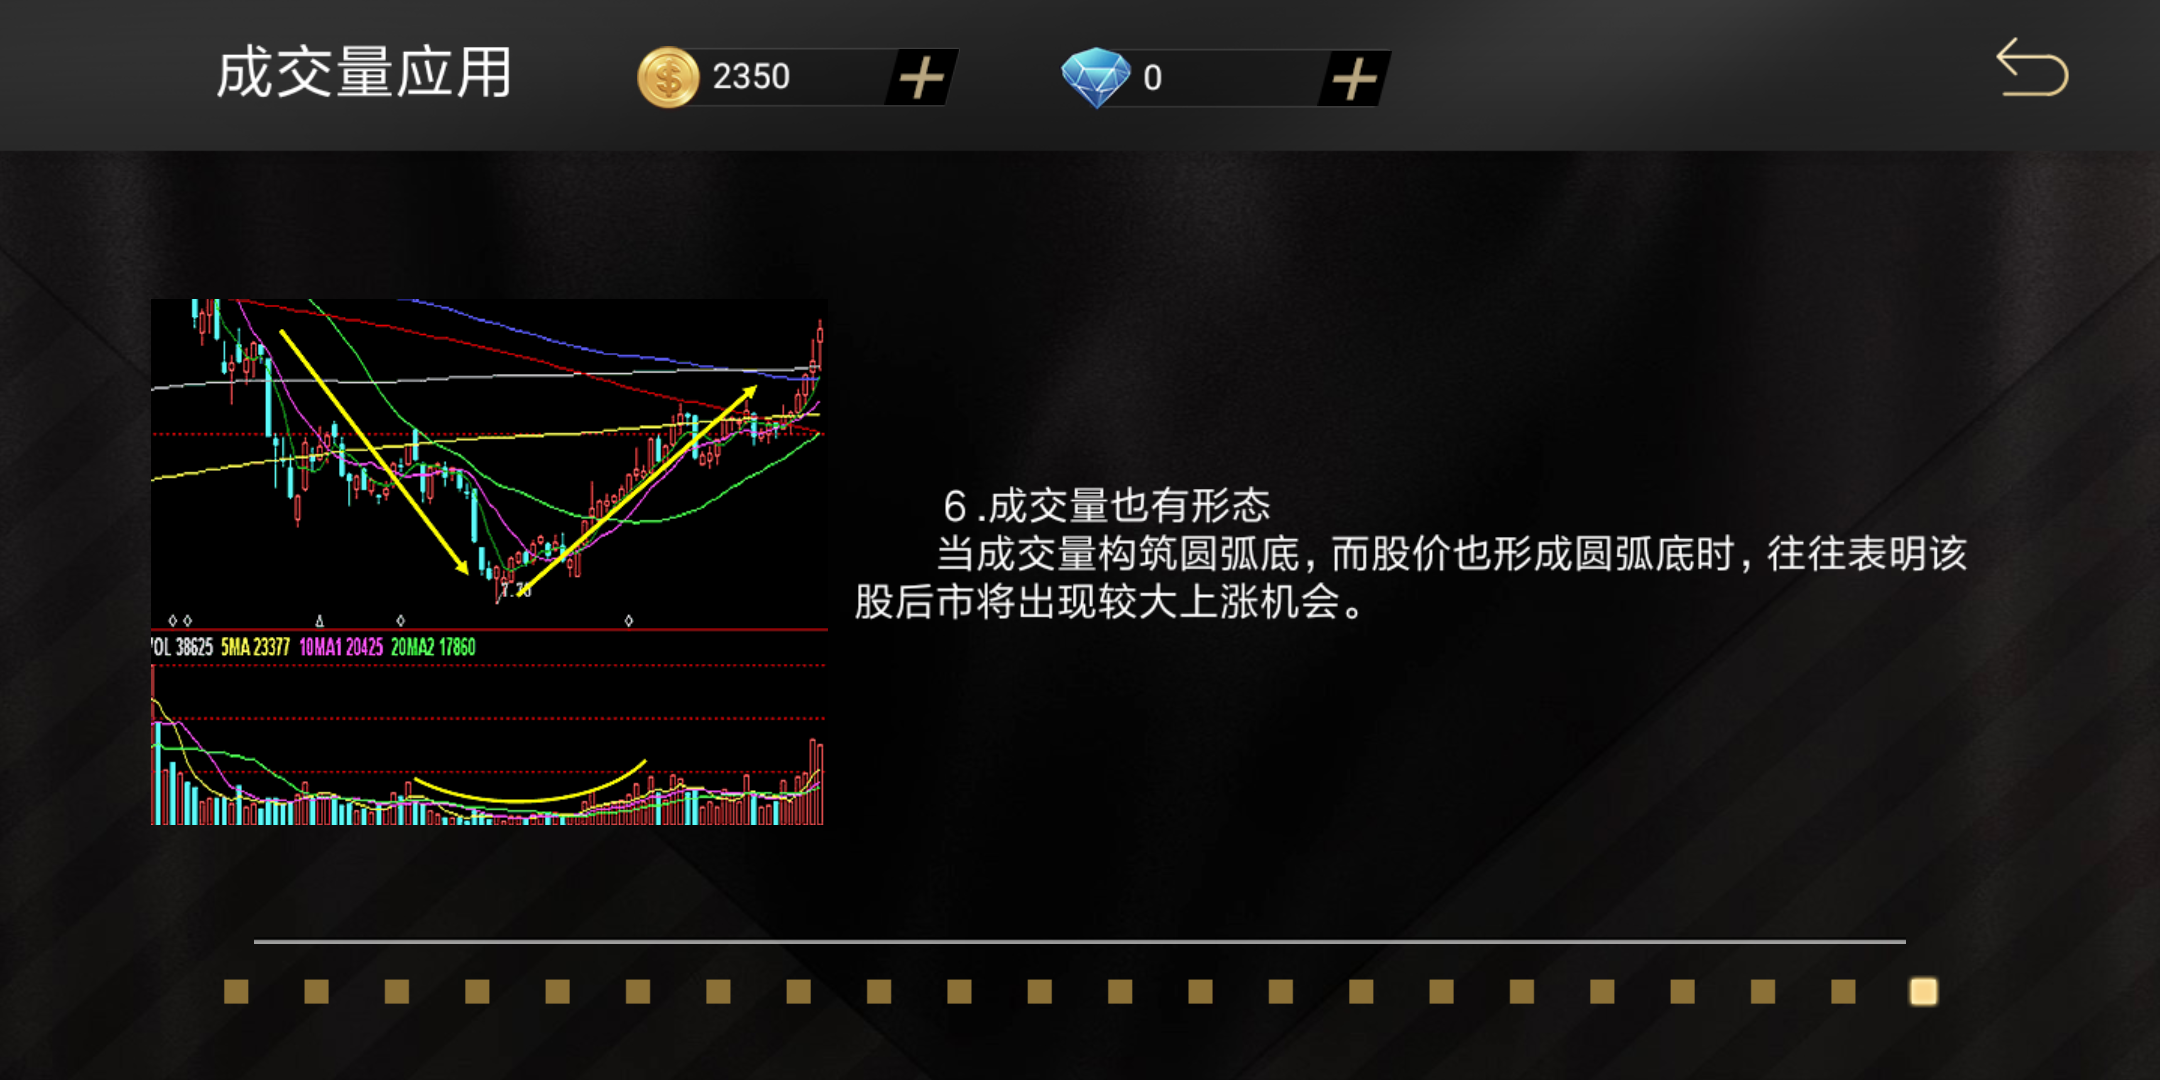 成交量应用
2350
0
7.70
VOL 38625 5MA 23377 10MA1 20425 20MA2 17860
6.成交量也有形态
当成交量构筑圆弧底，而股价也形成圆弧底时，往往表明该
股后市将出现较大上涨机会。